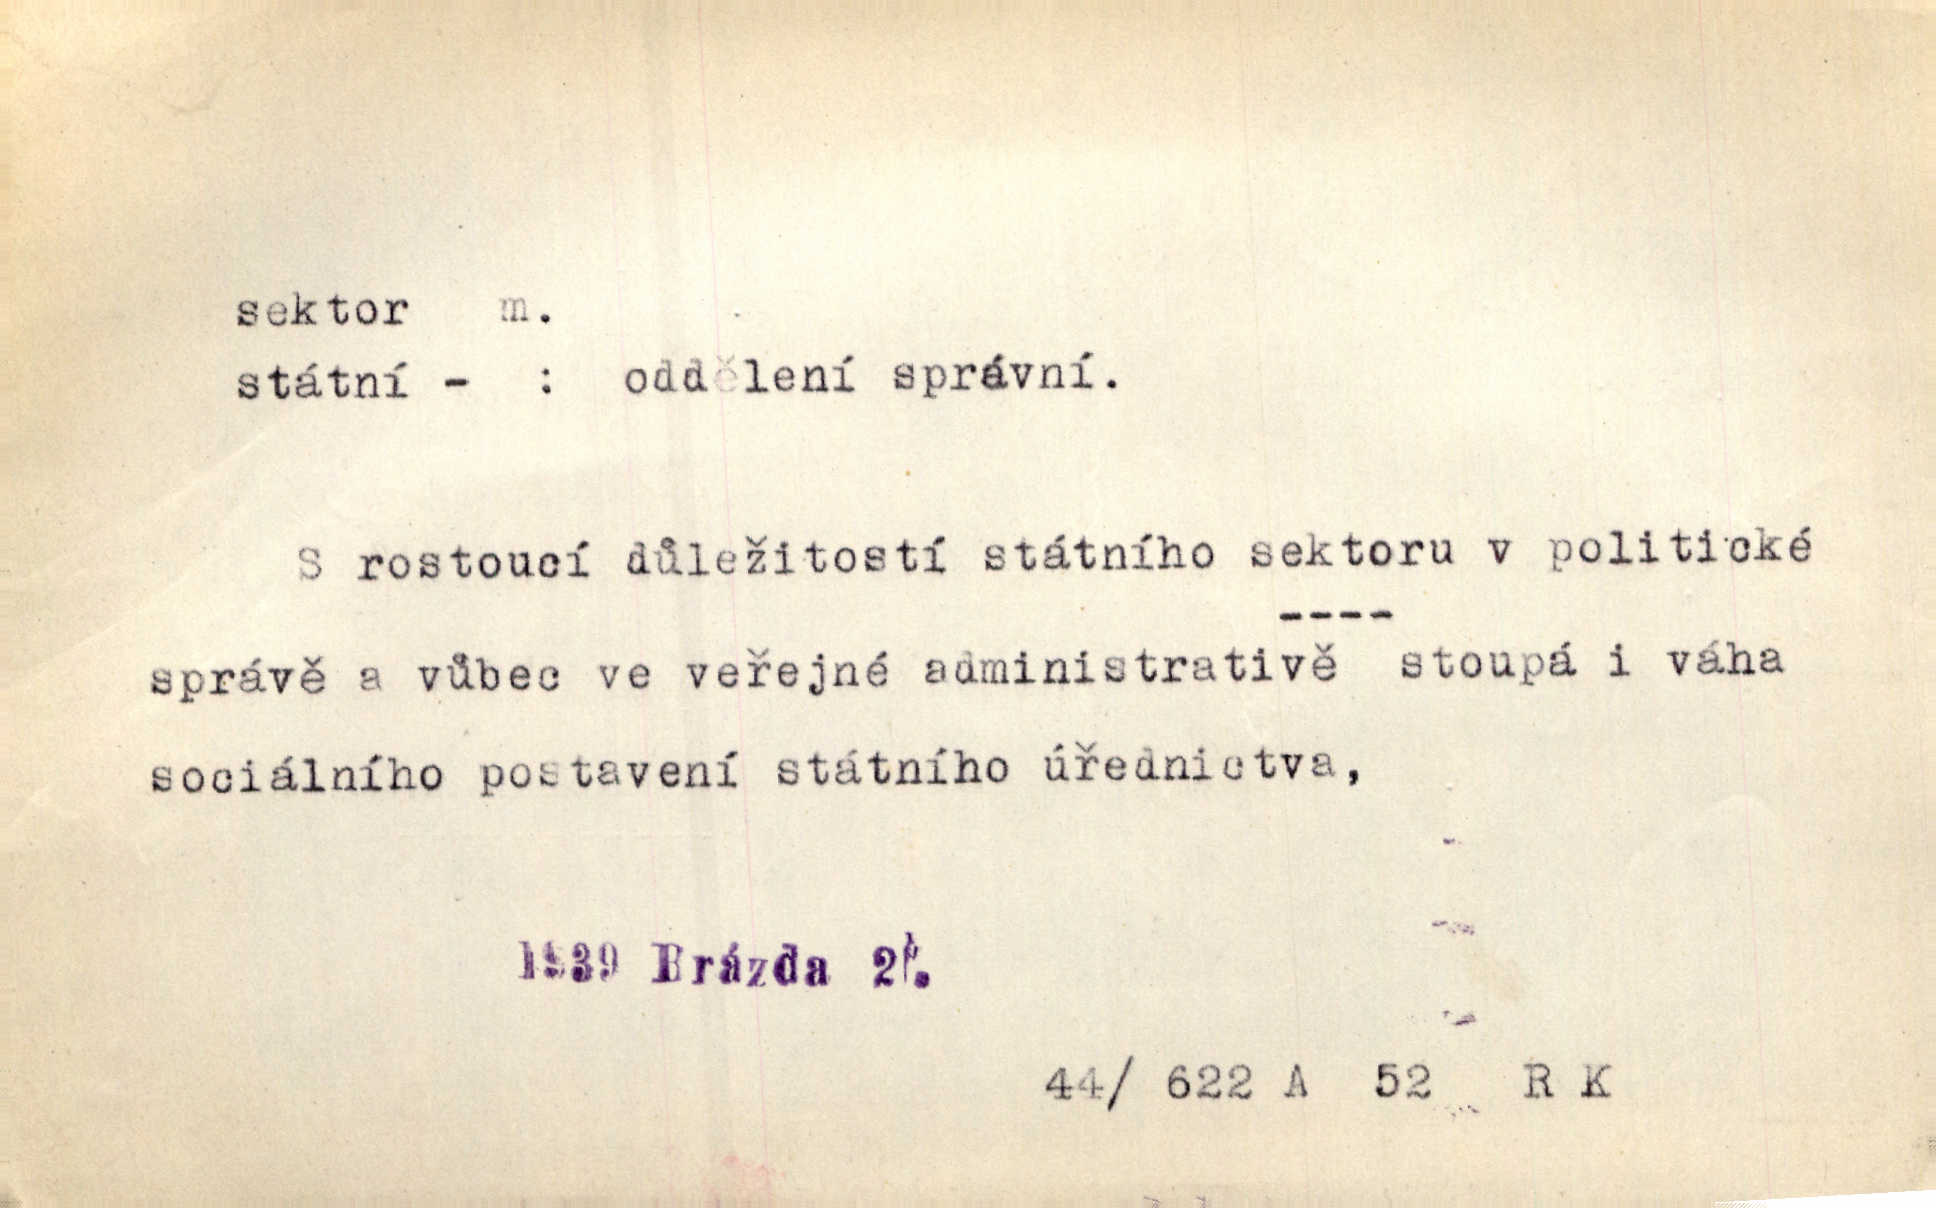 sektor m.
státní - : oddělení správní.
S rostoucí důležitostí státního sektoru v politické
----
správě a vůbec ve veřejné administrativě stoupá i váha
sociálního postavení státního úřednictva,
1939 Brázda
44/ 622 A 52 R K